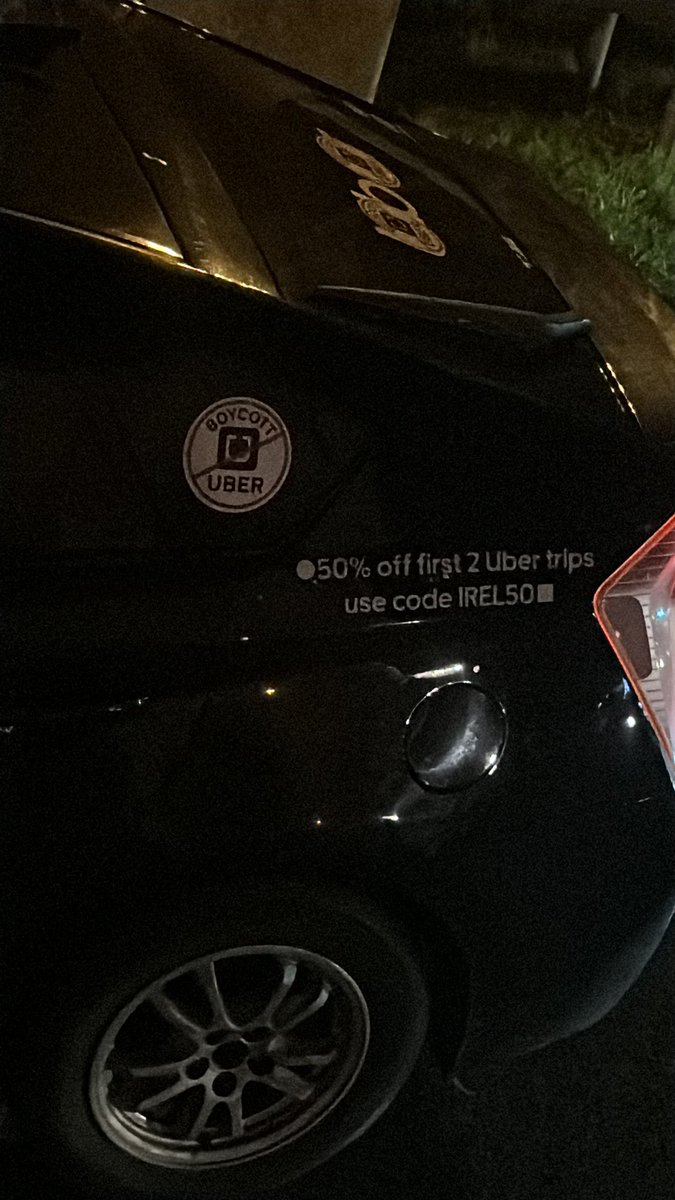 BOYCOTT
UBER
50% off first 2 Uber trips
use code IREL50